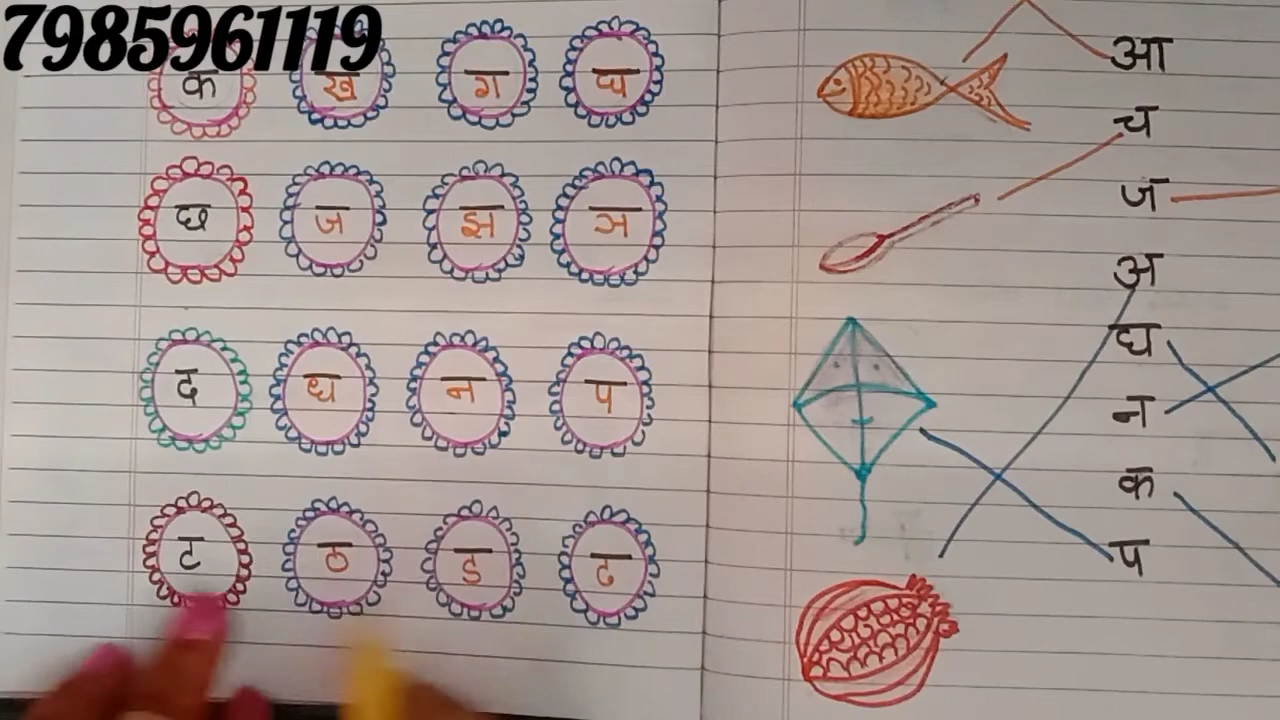 7985961119
क ख ग घ
छ ज झ ञ
द ध न प
ट ठ ड ढ
आ
च
ज
अ
घ
न
क
प